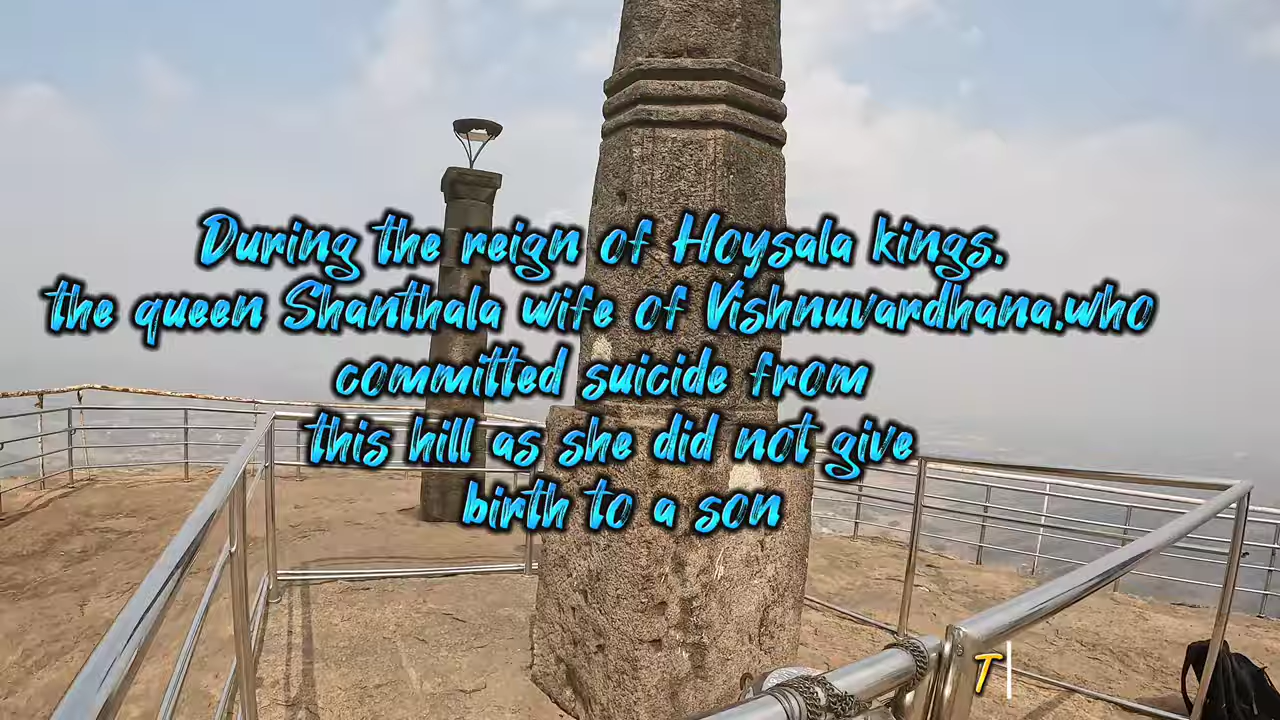 During the reign of Hoysala kings.
the queen Shanthala wife of Vishnuvardhana.who
committed suicide from
this hill as she did not give
birth to a son
T